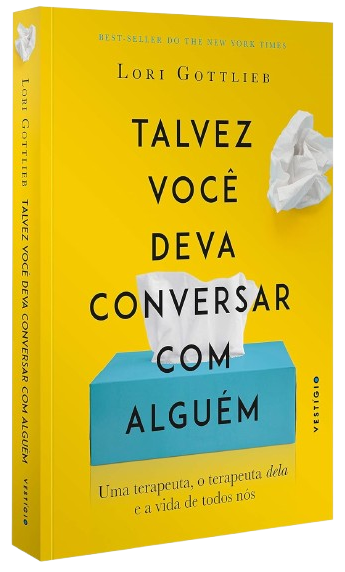 BEST-SELLER DO THE NEW YORK TIMES
LORI GOTTLIEB
TALVEZ
VOCÊ
DEVA
CONVERSAR
COM
ALGUÉM
Uma terapeuta, o terapeuta dela
e a vida de todos nós
VESTÍGIO
LORI GOTTLIEB TALVEZ VOCÊ DEVA CONVERSAR COM ALGUÉM VESTÍGIO